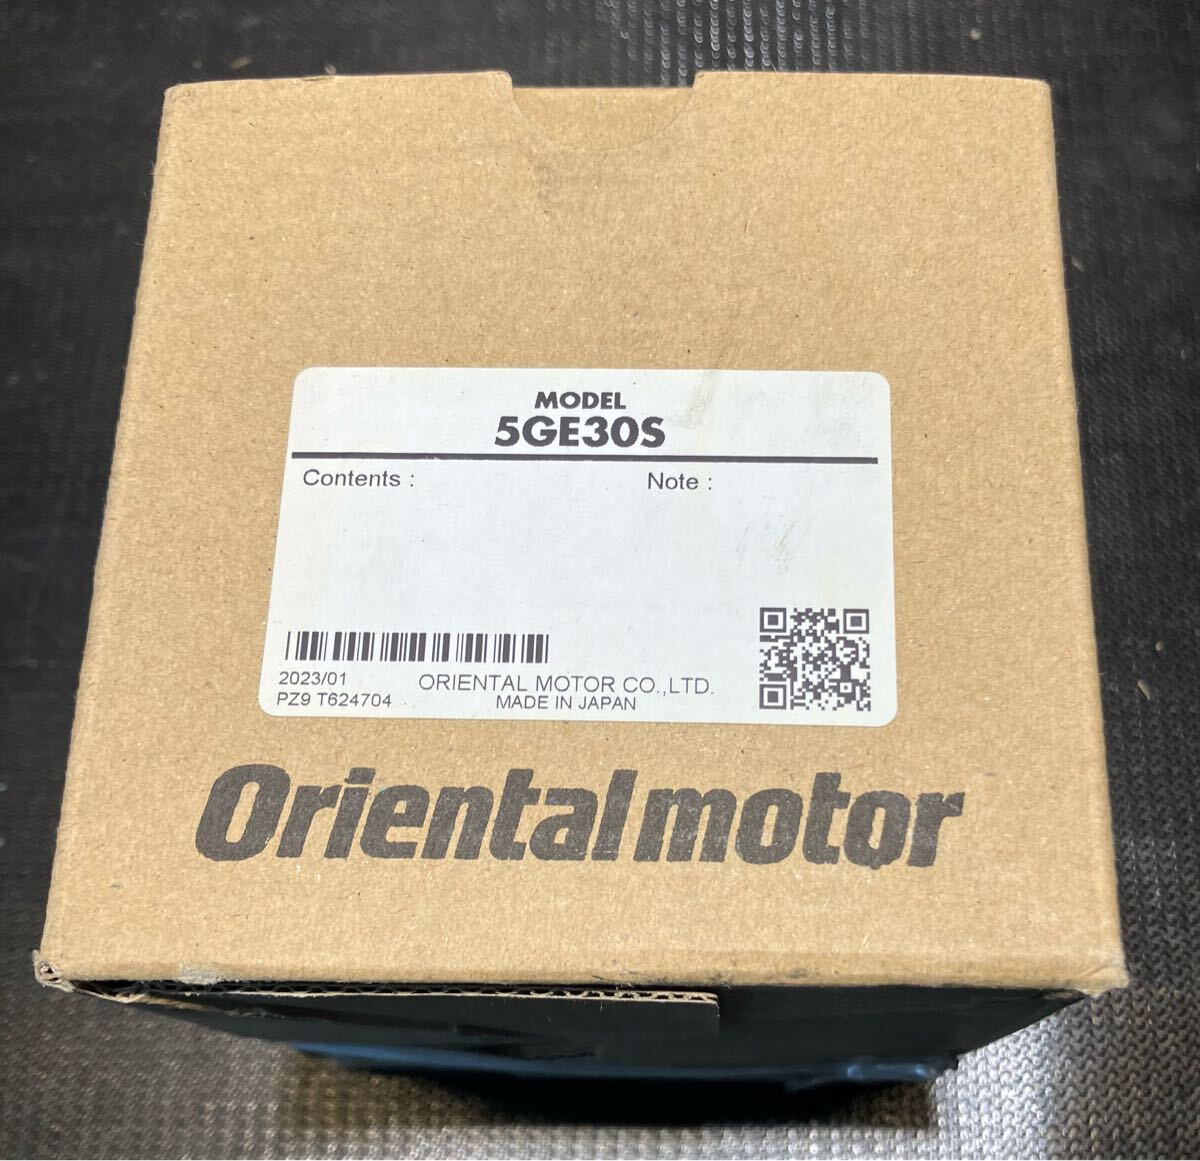 MODEL
5GE30S
Contents : Note :
2023/01
PZ9 T624704
ORIENTAL MOTOR CO.,LTD.
MADE IN JAPAN
Orientalmotor